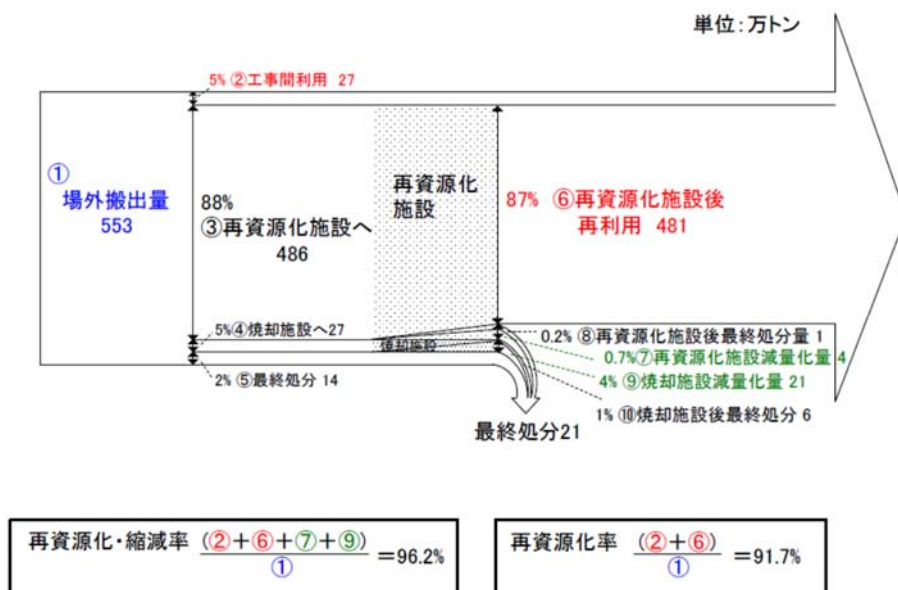 単位:万トン
5% ②工事間利用 27
①
場外搬出量
553
88%
③再資源化施設へ
486
再資源化
施設
87% ⑥再資源化施設後
再利用 481
5%④焼却施設へ27
焼却施設
2% ⑤最終処分 14
0.2% ⑧再資源化施設後最終処分量 1
0.7%⑦再資源化施設減量化量 4
4% ⑨焼却施設減量化量 21
1% ⑩焼却施設後最終処分 6
最終処分21
再資源化・縮減率 (②+⑥+⑦+⑨)
① =96.2%
再資源化率 (②+⑥)
① =91.7%